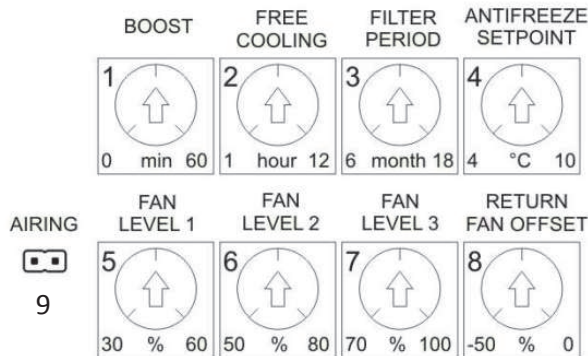 BOOST FREE COOLING FILTER PERIOD ANTIFREEZE SETPOINT
1 2 3 4
0 min 60 1 hour 12 6 month 18 4 °C 10
AIRING FAN LEVEL 1 FAN LEVEL 2 FAN LEVEL 3 RETURN FAN OFFSET
5 6 7 8
9
30 % 60 50 % 80 70 % 100 -50 % 0